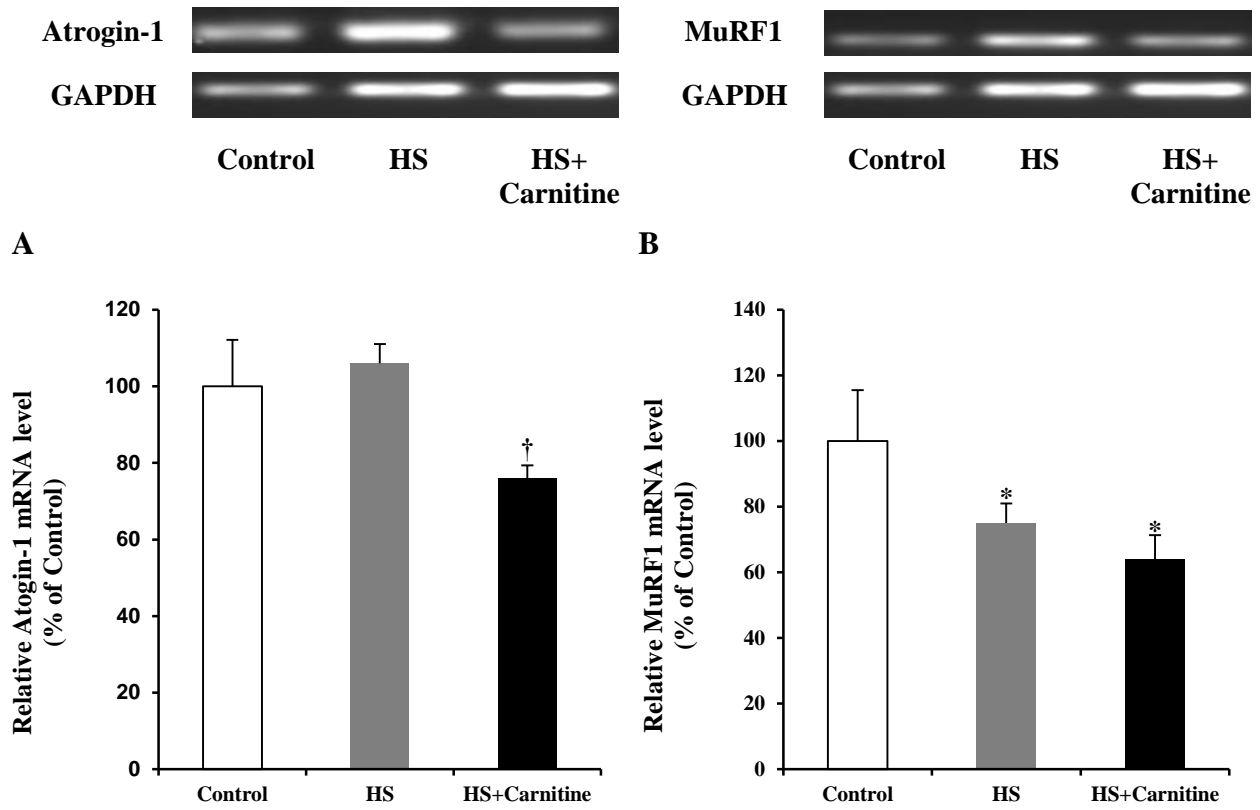 Atrogin-1
GAPDH
Control HS HS+
Carnitine
MuRF1
GAPDH
Control HS HS+
Carnitine
A
Relative Atogin-1 mRNA level
(% of Control)
120
100
80
60
40
20
0
†
Control HS HS+Carnitine
B
Relative MuRF1 mRNA level
(% of Control)
140
120
100
80
60
40
20
0
*
*
Control HS HS+Carnitine